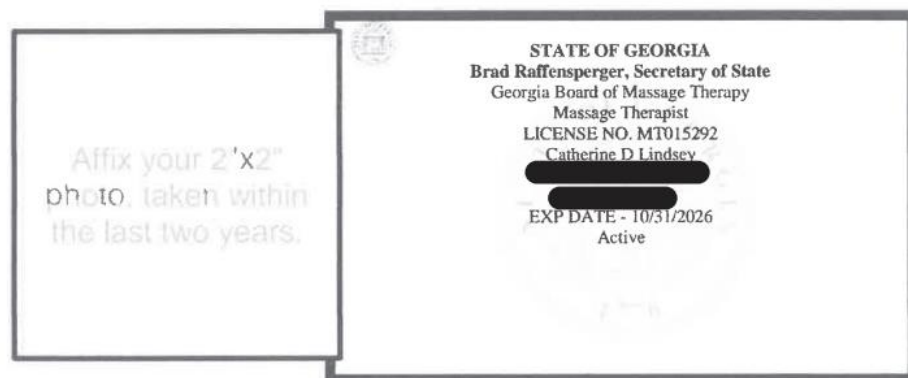 Affix your 2"x2"
photo, taken within
the last two years.
STATE OF GEORGIA
Brad Raffensperger, Secretary of State
Georgia Board of Massage Therapy
Massage Therapist
LICENSE NO. MT015292
Catherine D Lindsey
EXP DATE - 10/31/2026
Active